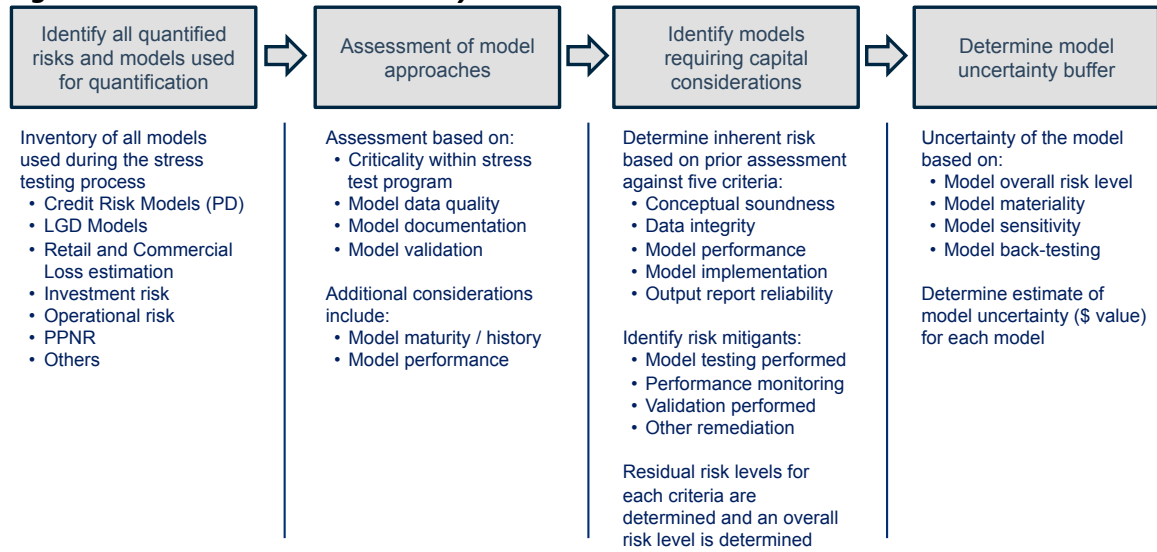 Identify all quantified
risks and models used
for quantification
Assessment of model
approaches
Identify models
requiring capital
considerations
Determine model
uncertainty buffer
Inventory of all models
used during the stress
testing process
• Credit Risk Models (PD)
• LGD Models
• Retail and Commercial
Loss estimation
• Investment risk
• Operational risk
• PPNR
• Others
Assessment based on:
• Criticality within stress
test program
• Model data quality
• Model documentation
• Model validation
Additional considerations
include:
• Model maturity / history
• Model performance
Determine inherent risk
based on prior assessment
against five criteria:
• Conceptual soundness
• Data integrity
• Model performance
• Model implementation
• Output report reliability
Identify risk mitigants:
• Model testing performed
• Performance monitoring
• Validation performed
• Other remediation
Residual risk levels for
each criteria are
determined and an overall
risk level is determined
Uncertainty of the model
based on:
• Model overall risk level
• Model materiality
• Model sensitivity
• Model back-testing
Determine estimate of
model uncertainty ($ value)
for each model